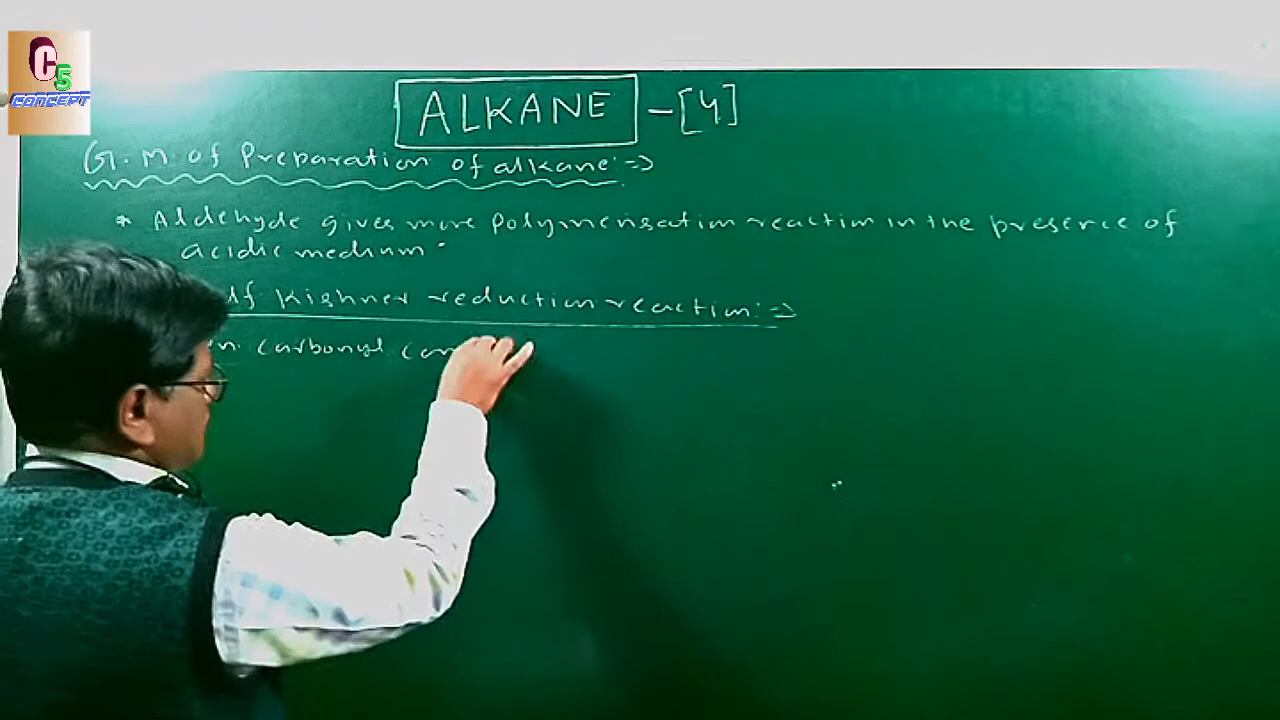 C5
CONCEPT
ALKANE -[4]
G.M. of Preparation of alkane :⇒
* Aldehyde gives more polymerisation reaction in the presence of
acidic medium.
Kishner reduction reaction :⇒
carbonyl